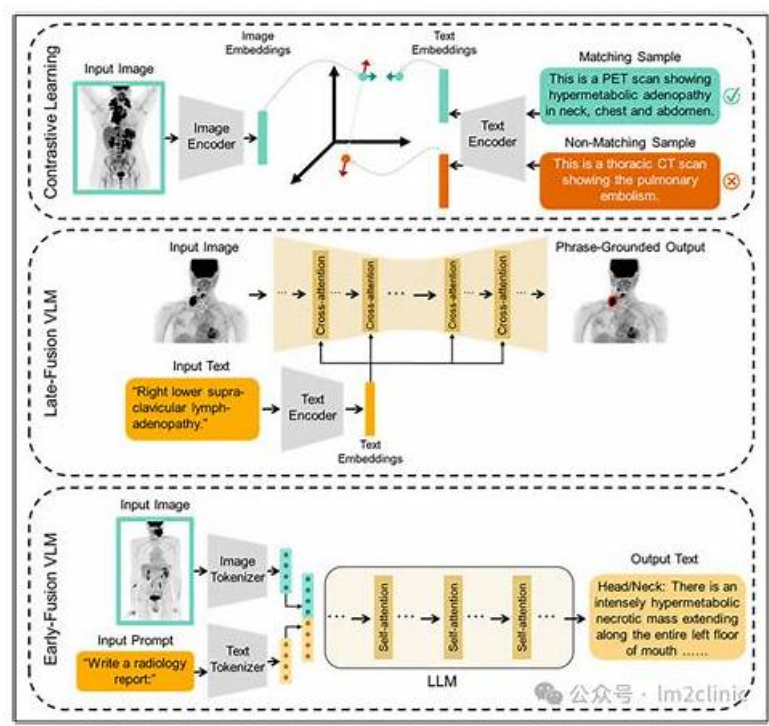 Contrastive Learning
Input Image
Image
Encoder
Image
Embeddings
Text
Embeddings
Text
Encoder
Matching Sample
This is a PET scan showing
hypermetabolic adenopathy
in neck, chest and abdomen.
Non-Matching Sample
This is a thoracic CT scan
showing the pulmonary
embolism.
Late-Fusion VLM
Input Image
Cross-attention
Cross-attention
Cross-attention
Cross-attention
Phrase-Grounded Output
Input Text
"Right lower supra-
clavicular lymph-
adenopathy."
Text
Encoder
Text
Embeddings
Early-Fusion VLM
Input Image
Image
Tokenizer
Input Prompt
"Write a radiology
report:"
Text
Tokenizer
Self-attention
Self-attention
Self-attention
LLM
Output Text
Head/Neck: There is an
intensely hypermetabolic
necrotic mass extending
along the entire left floor
of mouth ......
公众号 · lm2clinic